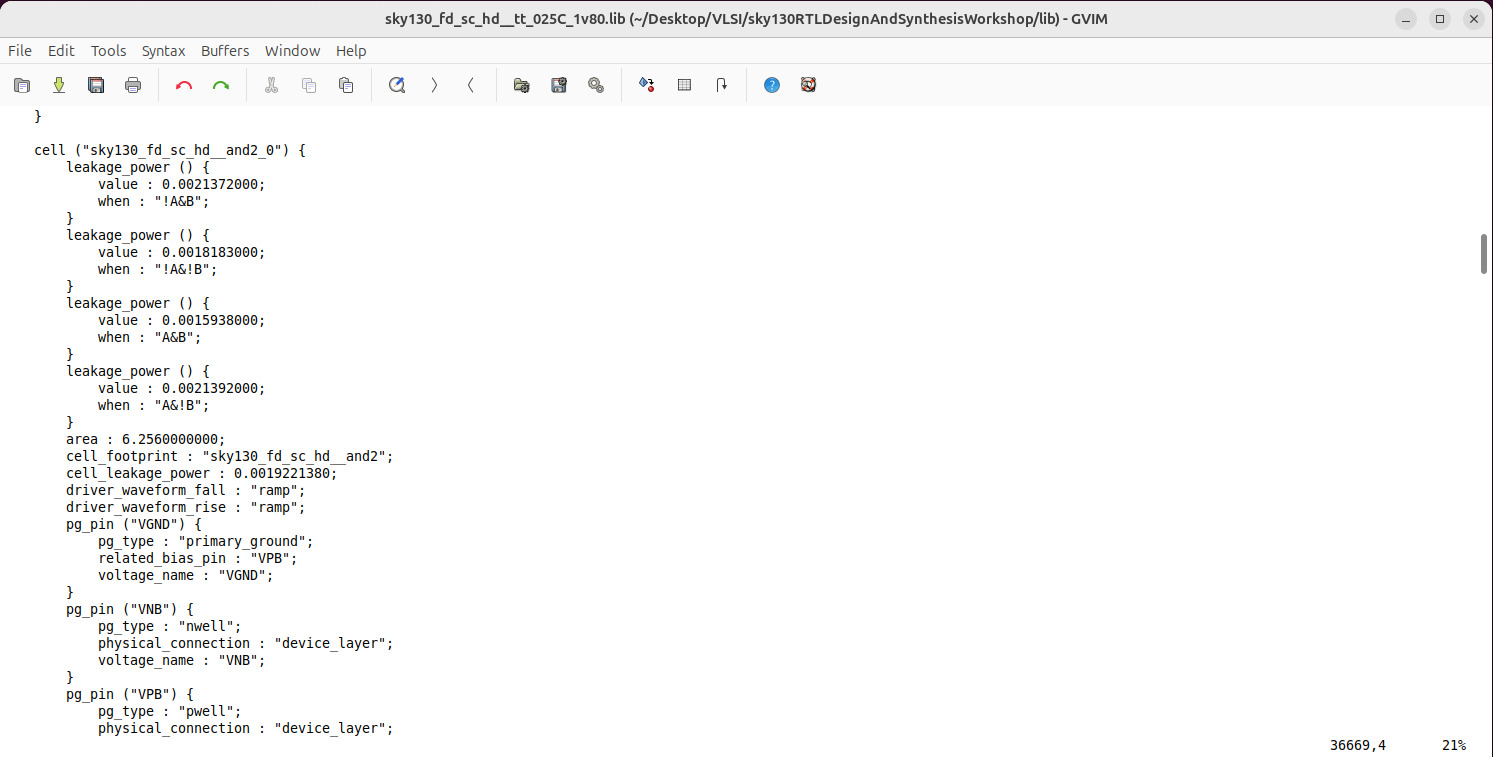 sky130_fd_sc_hd__tt_025C_1v80.lib (~/Desktop/VLSI/sky130RTLDesignAndSynthesisWorkshop/lib) - GVIM
File Edit Tools Syntax Buffers Window Help
}
cell ("sky130_fd_sc_hd__and2_0") {
leakage_power () {
value : 0.0021372000;
when : "!A&B";
}
leakage_power () {
value : 0.0018183000;
when : "!A&!B";
}
leakage_power () {
value : 0.0015938000;
when : "A&B";
}
leakage_power () {
value : 0.0021392000;
when : "A&!B";
}
area : 6.2560000000;
cell_footprint : "sky130_fd_sc_hd__and2";
cell_leakage_power : 0.0019221380;
driver_waveform_fall : "ramp";
driver_waveform_rise : "ramp";
pg_pin ("VGND") {
pg_type : "primary_ground";
related_bias_pin : "VPB";
voltage_name : "VGND";
}
pg_pin ("VNB") {
pg_type : "nwell";
physical_connection : "device_layer";
voltage_name : "VNB";
}
pg_pin ("VPB") {
pg_type : "pwell";
physical_connection : "device_layer";
36669,4 21%